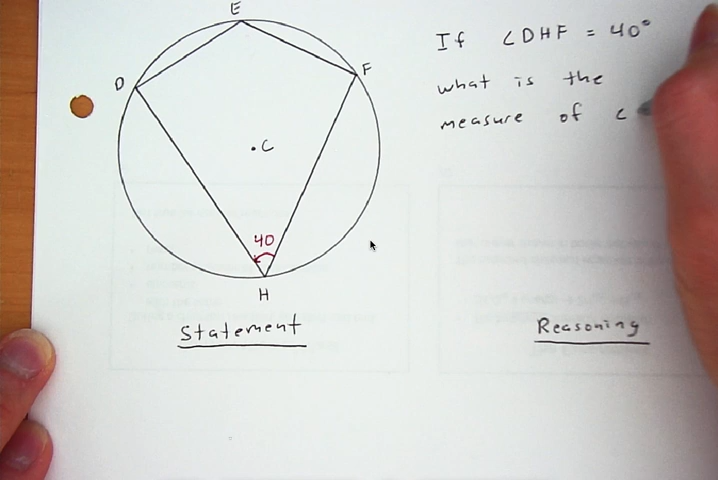 E
If ∠DHF = 40°
D
F
what is the
measure of
C
40
H
Statement
Reasoning